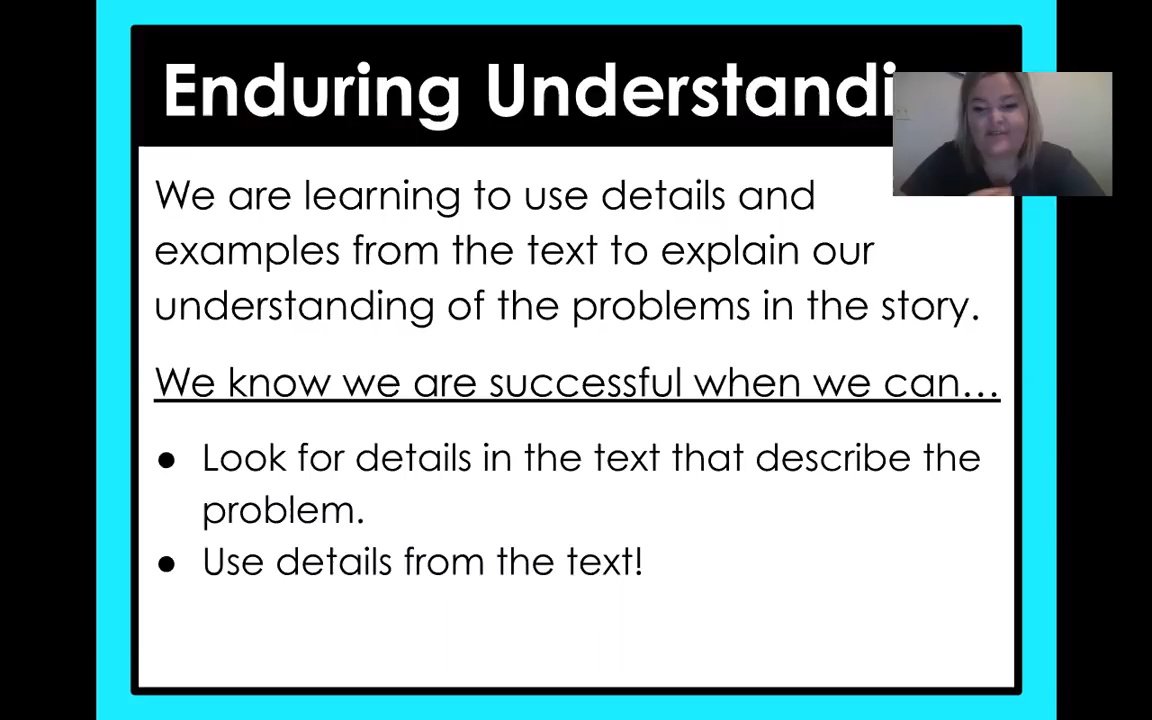 Enduring Understandi
We are learning to use details and
examples from the text to explain our
understanding of the problems in the story.
We know we are successful when we can...
● Look for details in the text that describe the
problem.
● Use details from the text!